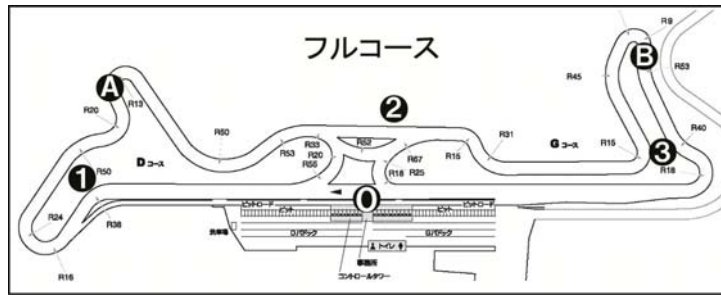 フルコース
R9
B
R45
R53
A
R13
R20
2
R60
R53
R33
R20
R55
R52
R67
R18
R25
R15
R31
Gコース
R15
R40
3
R18
Dコース
1
R50
R24
R38
R16
0
ピットロード
ピット
ピットロード
ピット
Dパドック
Gパドック
トイレ
事務所
コントロールタワー